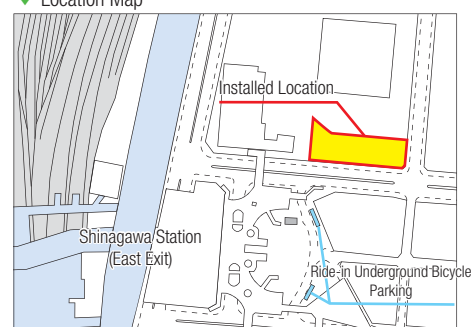 Location Map
Installed Location
Shinagawa Station
(East Exit)
Ride-in Underground Bicycle
Parking